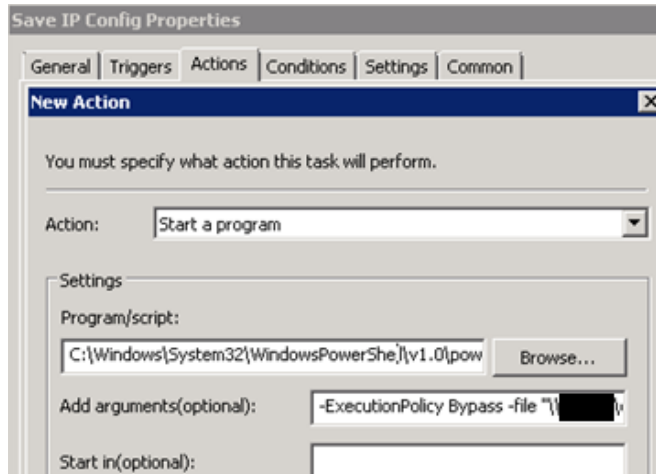 Save IP Config Properties
General Triggers Actions Conditions Settings Common
New Action
You must specify what action this task will perform.
Action: Start a program
Settings
Program/script:
C:\Windows\System32\WindowsPowerShell\v1.0\pow Browse...
Add arguments(optional): -ExecutionPolicy Bypass -file "\\ \
Start in(optional):